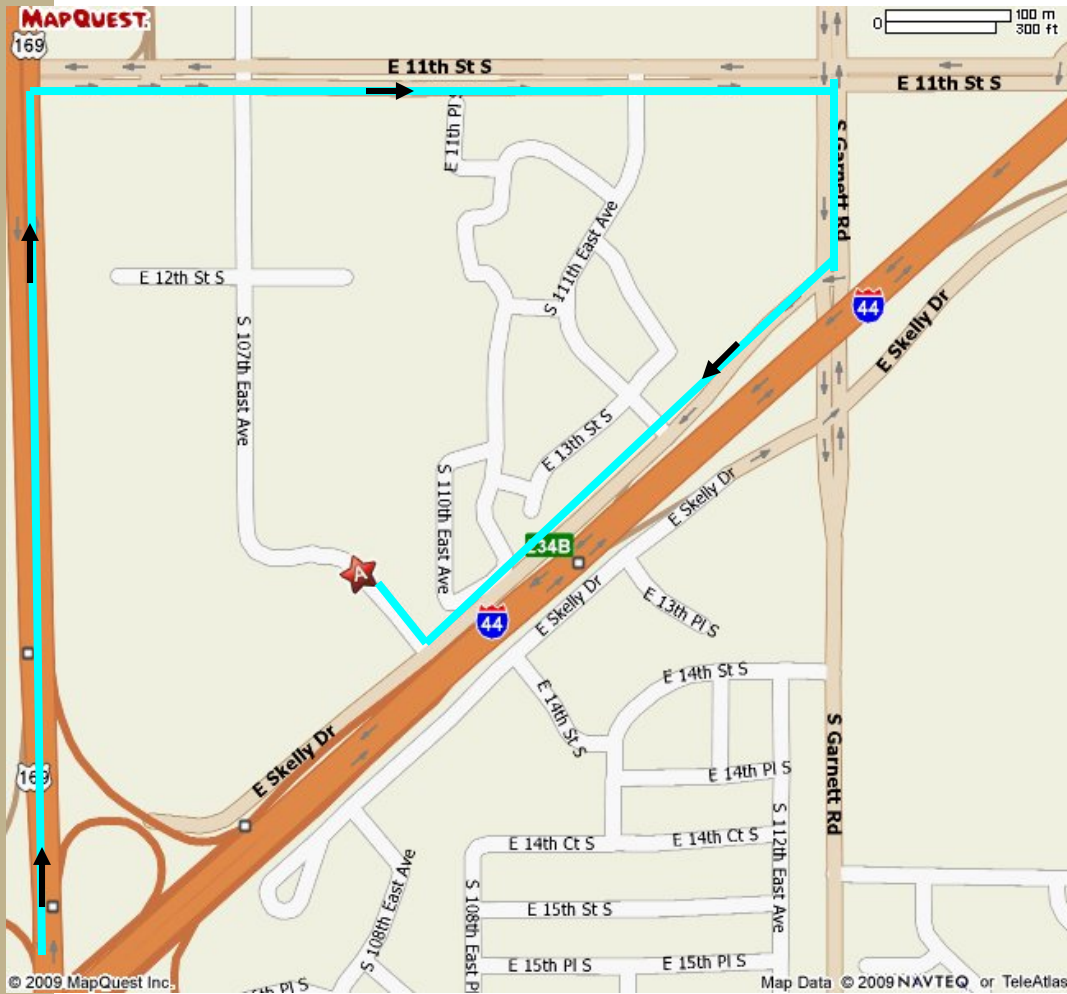 MAPQUEST.
169
0
100 m
300 ft
E 11th St S
E 11th St S
E 11th Pl S
S Garnett Rd
S 111th East Ave
E 12th St S
44
E Skelly Dr
S 107th East Ave
E 13th St S
S 110th East Ave
E Skelly Dr
234B
A
E Skelly Dr
E 13th Pl S
44
E 14th St S
E 14th St S
S Garnett Rd
E Skelly Dr
169
E 14th Pl S
S 112th East Ave
E 14th Ct S
E 14th Ct S
S 108th East Ave
S 108th East Pl
E 15th St S
E 15th Pl S
E 15th Pl S
Pl S
© 2009 MapQuest Inc.
Map Data © 2009 NAVTEQ or TeleAtlas